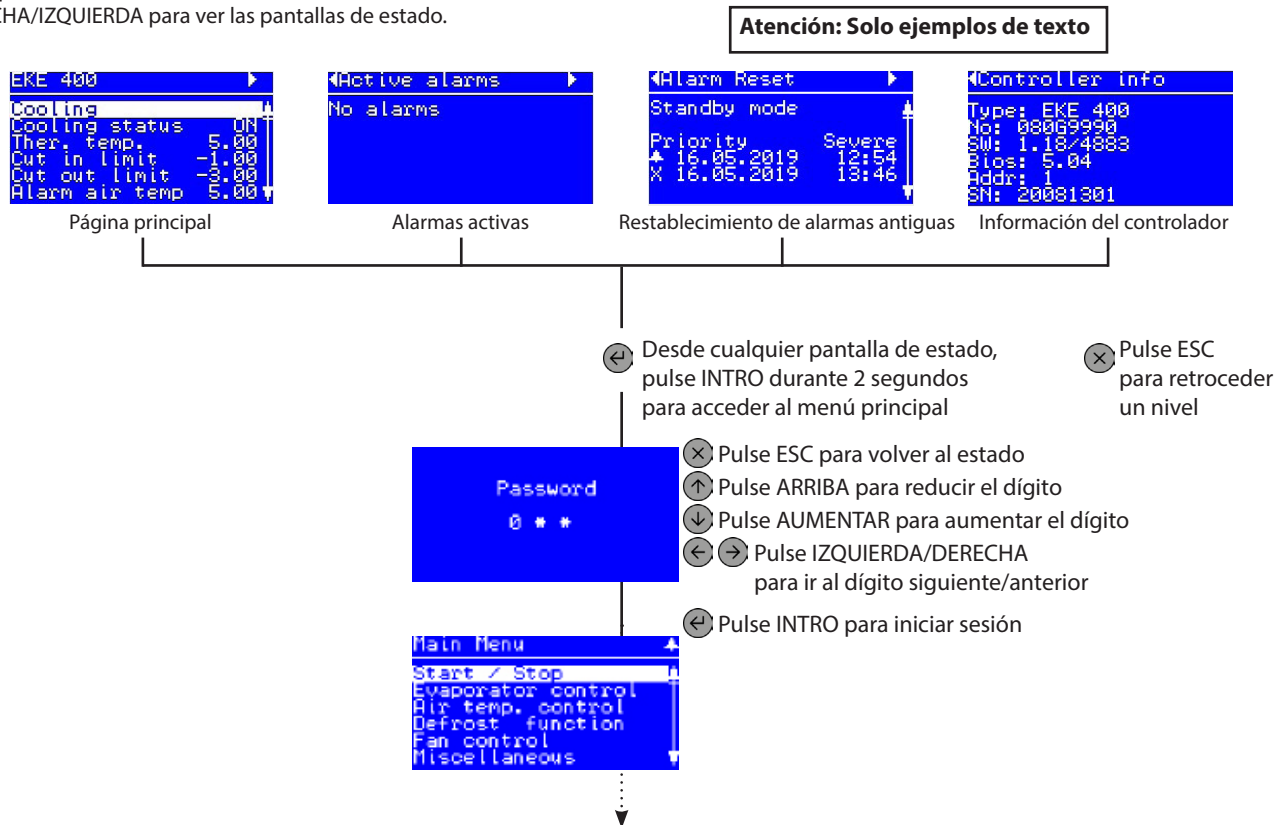 HA/IZQUIERDA para ver las pantallas de estado.
Atención: Solo ejemplos de texto
EKE 400
Cooling
Cooling status ON
Ther. temp. 5.00
Cut in limit -1.00
Cut out limit -3.00
Alarm air temp 5.00
Página principal
Active alarms
No alarms
Alarmas activas
Alarm Reset
Standby mode
Priority Severe
16.05.2019 12:54
X 16.05.2019 13:46
Restablecimiento de alarmas antiguas
Controller info
Type: EKE 400
No: 080G9990
SW: 1.18/4883
Bios: 5.04
Addr: 1
SN: 20081301
Información del controlador
Desde cualquier pantalla de estado,
pulse INTRO durante 2 segundos
para acceder al menú principal
Pulse ESC
para retroceder
un nivel
Password
0 * *
Pulse ESC para volver al estado
Pulse ARRIBA para reducir el dígito
Pulse AUMENTAR para aumentar el dígito
Pulse IZQUIERDA/DERECHA
para ir al dígito siguiente/anterior
Pulse INTRO para iniciar sesión
Main Menu
Start / Stop
Evaporator control
Air temp. control
Defrost function
Fan control
Miscellaneous